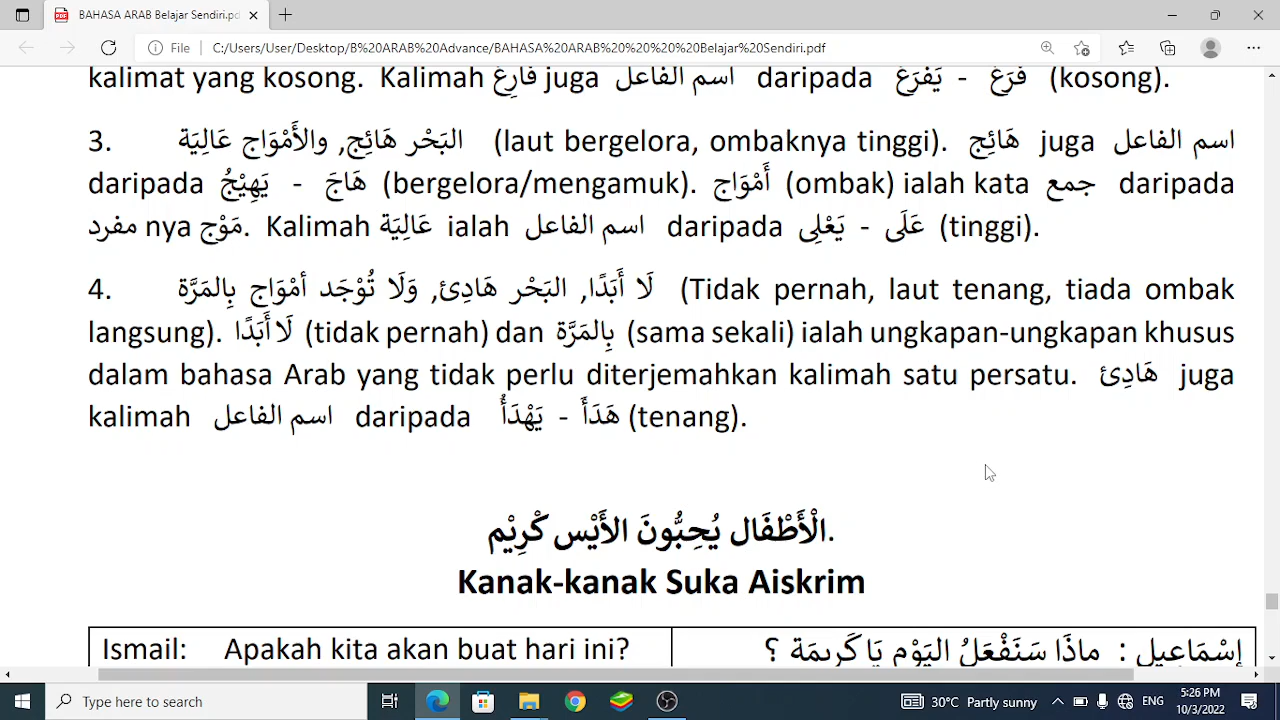 BAHASA ARAB Belajar Sendiri.pd
File C:/Users/User/Desktop/B%20ARAB%20Advance/BAHASA%20ARAB%20%20%20%20Belajar%20Sendiri.pdf
kalimat yang kosong. Kalimah فَارِغ juga اسم الفاعل daripada فَرَغَ - يَفْرَغ (kosong).
3. البَحْر هَائِج, والأَمْوَاج عَالِيَة (laut bergelora, ombaknya tinggi). هَائِج juga اسم الفاعل
daripada هَاجَ - يَهِيْجُ (bergelora/mengamuk). أَمْوَاج (ombak) ialah kata جمع daripada
مفرد nya مَوْج. Kalimah عَالِيَة ialah اسم الفاعل daripada عَلَى - يَعْلِى (tinggi).
4. لَا أَبَدًا, البَحْر هَادِئ, وَلَا تُوْجَد أمْوَاج بِالمَرَّة (Tidak pernah, laut tenang, tiada ombak
langsung). لَا أَبَدًا (tidak pernah) dan بِالمَرَّة (sama sekali) ialah ungkapan-ungkapan khusus
dalam bahasa Arab yang tidak perlu diterjemahkan kalimah satu persatu. هَادِئ juga
kalimah اسم الفاعل daripada هَدَأَ - يَهْدَأُ (tenang).
الْأَطْفَال يُحِبُّونَ الأَيْس كْرِيْم.
Kanak-kanak Suka Aiskrim
Ismail: Apakah kita akan buat hari ini?
إِسْمَاعِيل : ماذَا سَنَفْعَلُ اليَوْم يَا كَرِيمَة ؟
Type here to search
30°C Partly sunny ENG 5:26 PM
10/3/2022